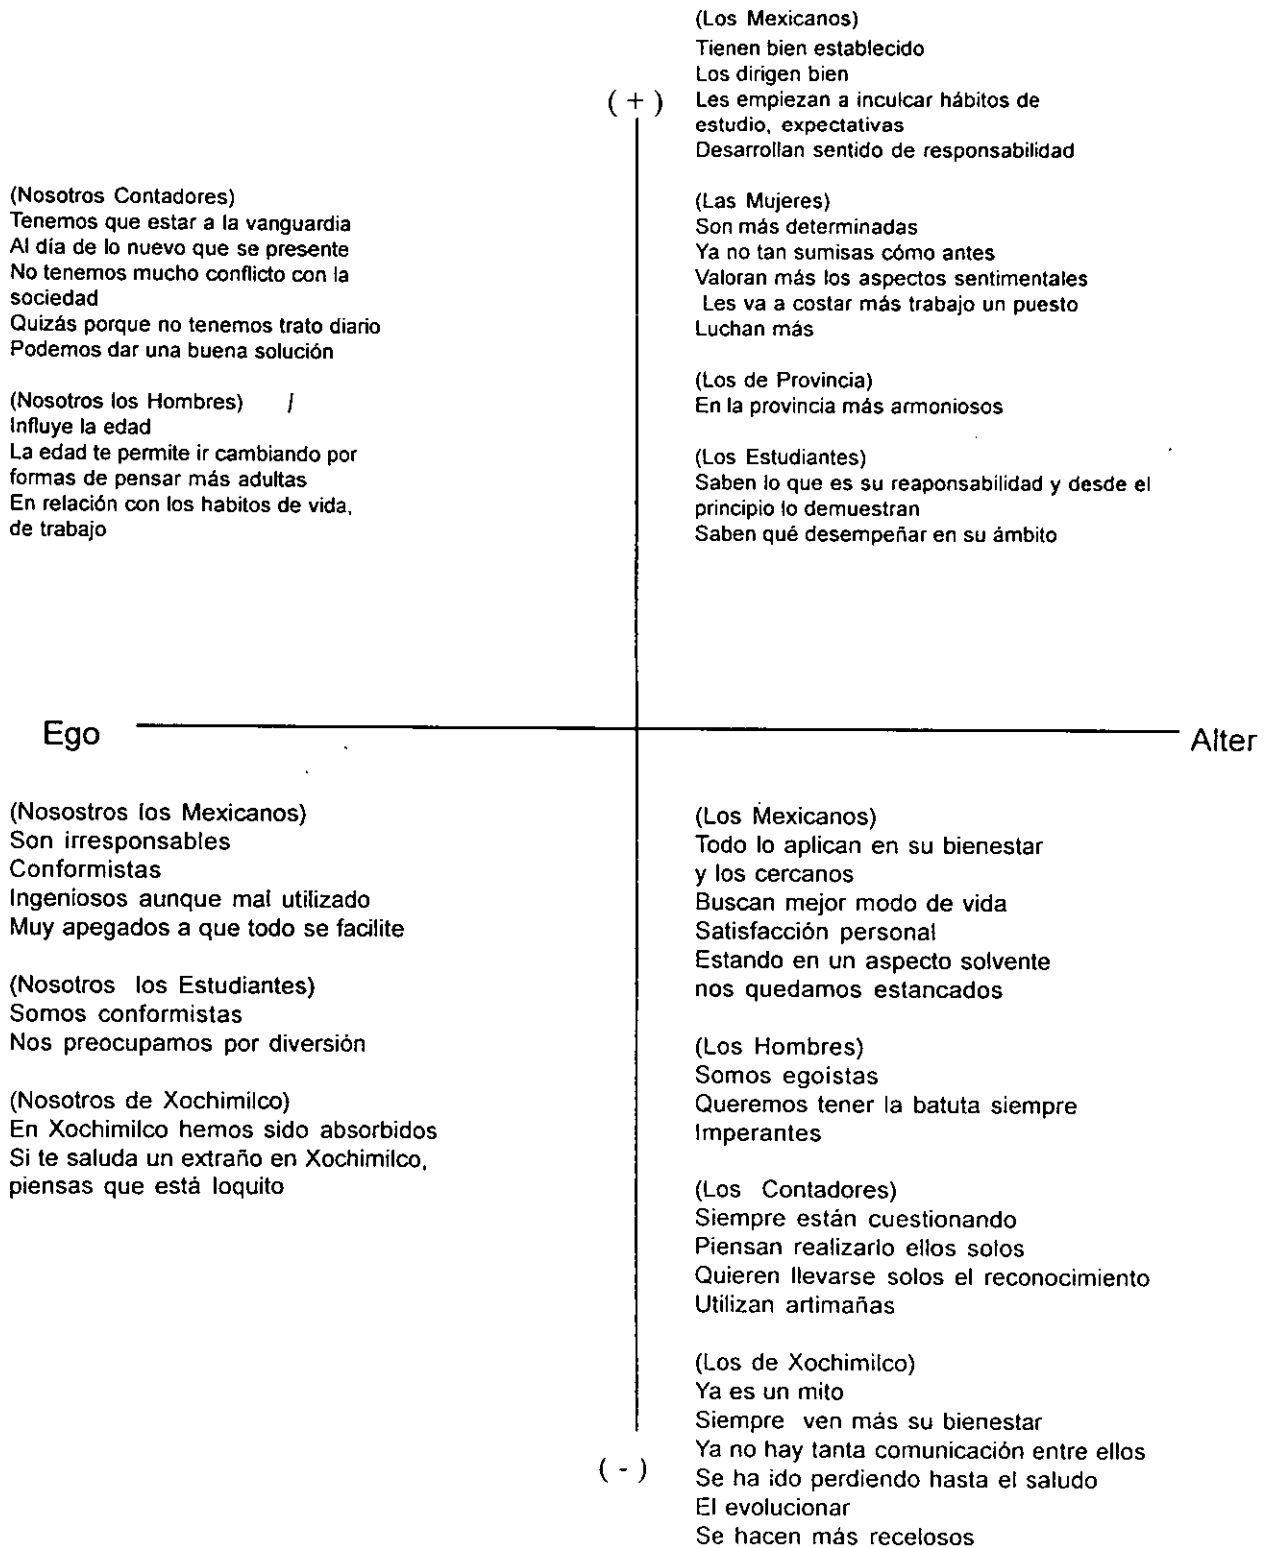 (Los Mexicanos)
Tienen bien establecido
Los dirigen bien
( + )
Les empiezan a inculcar hábitos de
estudio, expectativas
Desarrollan sentido de responsabilidad
(Nosotros Contadores)
Tenemos que estar a la vanguardia
Al día de lo nuevo que se presente
No tenemos mucho conflicto con la
sociedad
Quizás porque no tenemos trato diario
Podemos dar una buena solución
(Nosotros los Hombres)
Influye la edad
La edad te permite ir cambiando por
formas de pensar más adultas
En relación con los habitos de vida,
de trabajo
(Las Mujeres)
Son más determinadas
Ya no tan sumisas cómo antes
Valoran más los aspectos sentimentales
Les va a costar más trabajo un puesto
Luchan más
(Los de Provincia)
En la provincia más armoniosos
(Los Estudiantes)
Saben lo que es su reaponsabilidad y desde el
principio lo demuestran
Saben qué desempeñar en su ámbito
Ego
Alter
(Nosostros los Mexicanos)
Son irresponsables
Conformistas
Ingeniosos aunque mal utilizado
Muy apegados a que todo se facilite
(Nosotros los Estudiantes)
Somos conformistas
Nos preocupamos por diversión
(Nosotros de Xochimilco)
En Xochimilco hemos sido absorbidos
Si te saluda un extraño en Xochimilco,
piensas que está loquito
(Los Mexicanos)
Todo lo aplican en su bienestar
y los cercanos
Buscan mejor modo de vida
Satisfacción personal
Estando en un aspecto solvente
nos quedamos estancados
(Los Hombres)
Somos egoistas
Queremos tener la batuta siempre
Imperantes
(Los Contadores)
Siempre están cuestionando
Piensan realizarlo ellos solos
Quieren llevarse solos el reconocimiento
Utilizan artimañas
(Los de Xochimilco)
Ya es un mito
Siempre ven más su bienestar
Ya no hay tanta comunicación entre ellos
( - )
Se ha ido perdiendo hasta el saludo
El evolucionar
Se hacen más recelosos